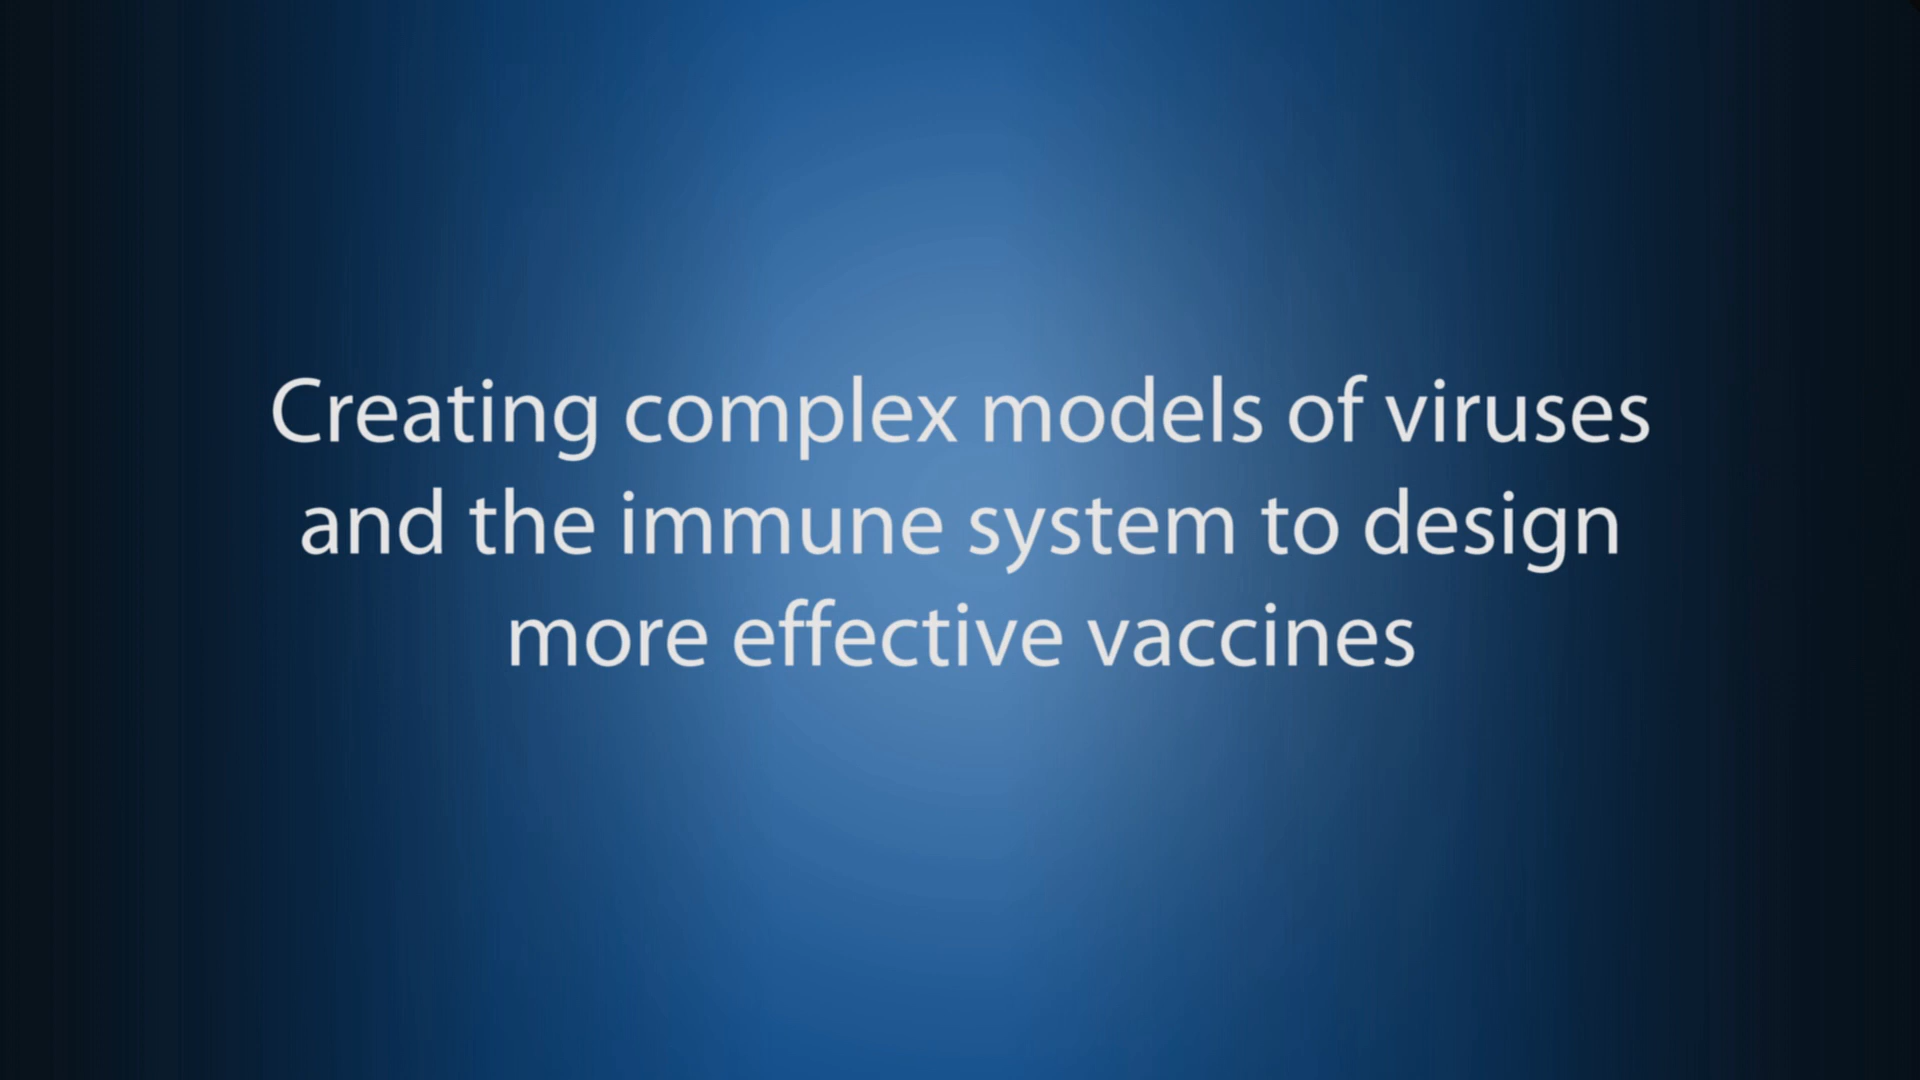 Creating complex models of viruses
and the immune system to design
more effective vaccines